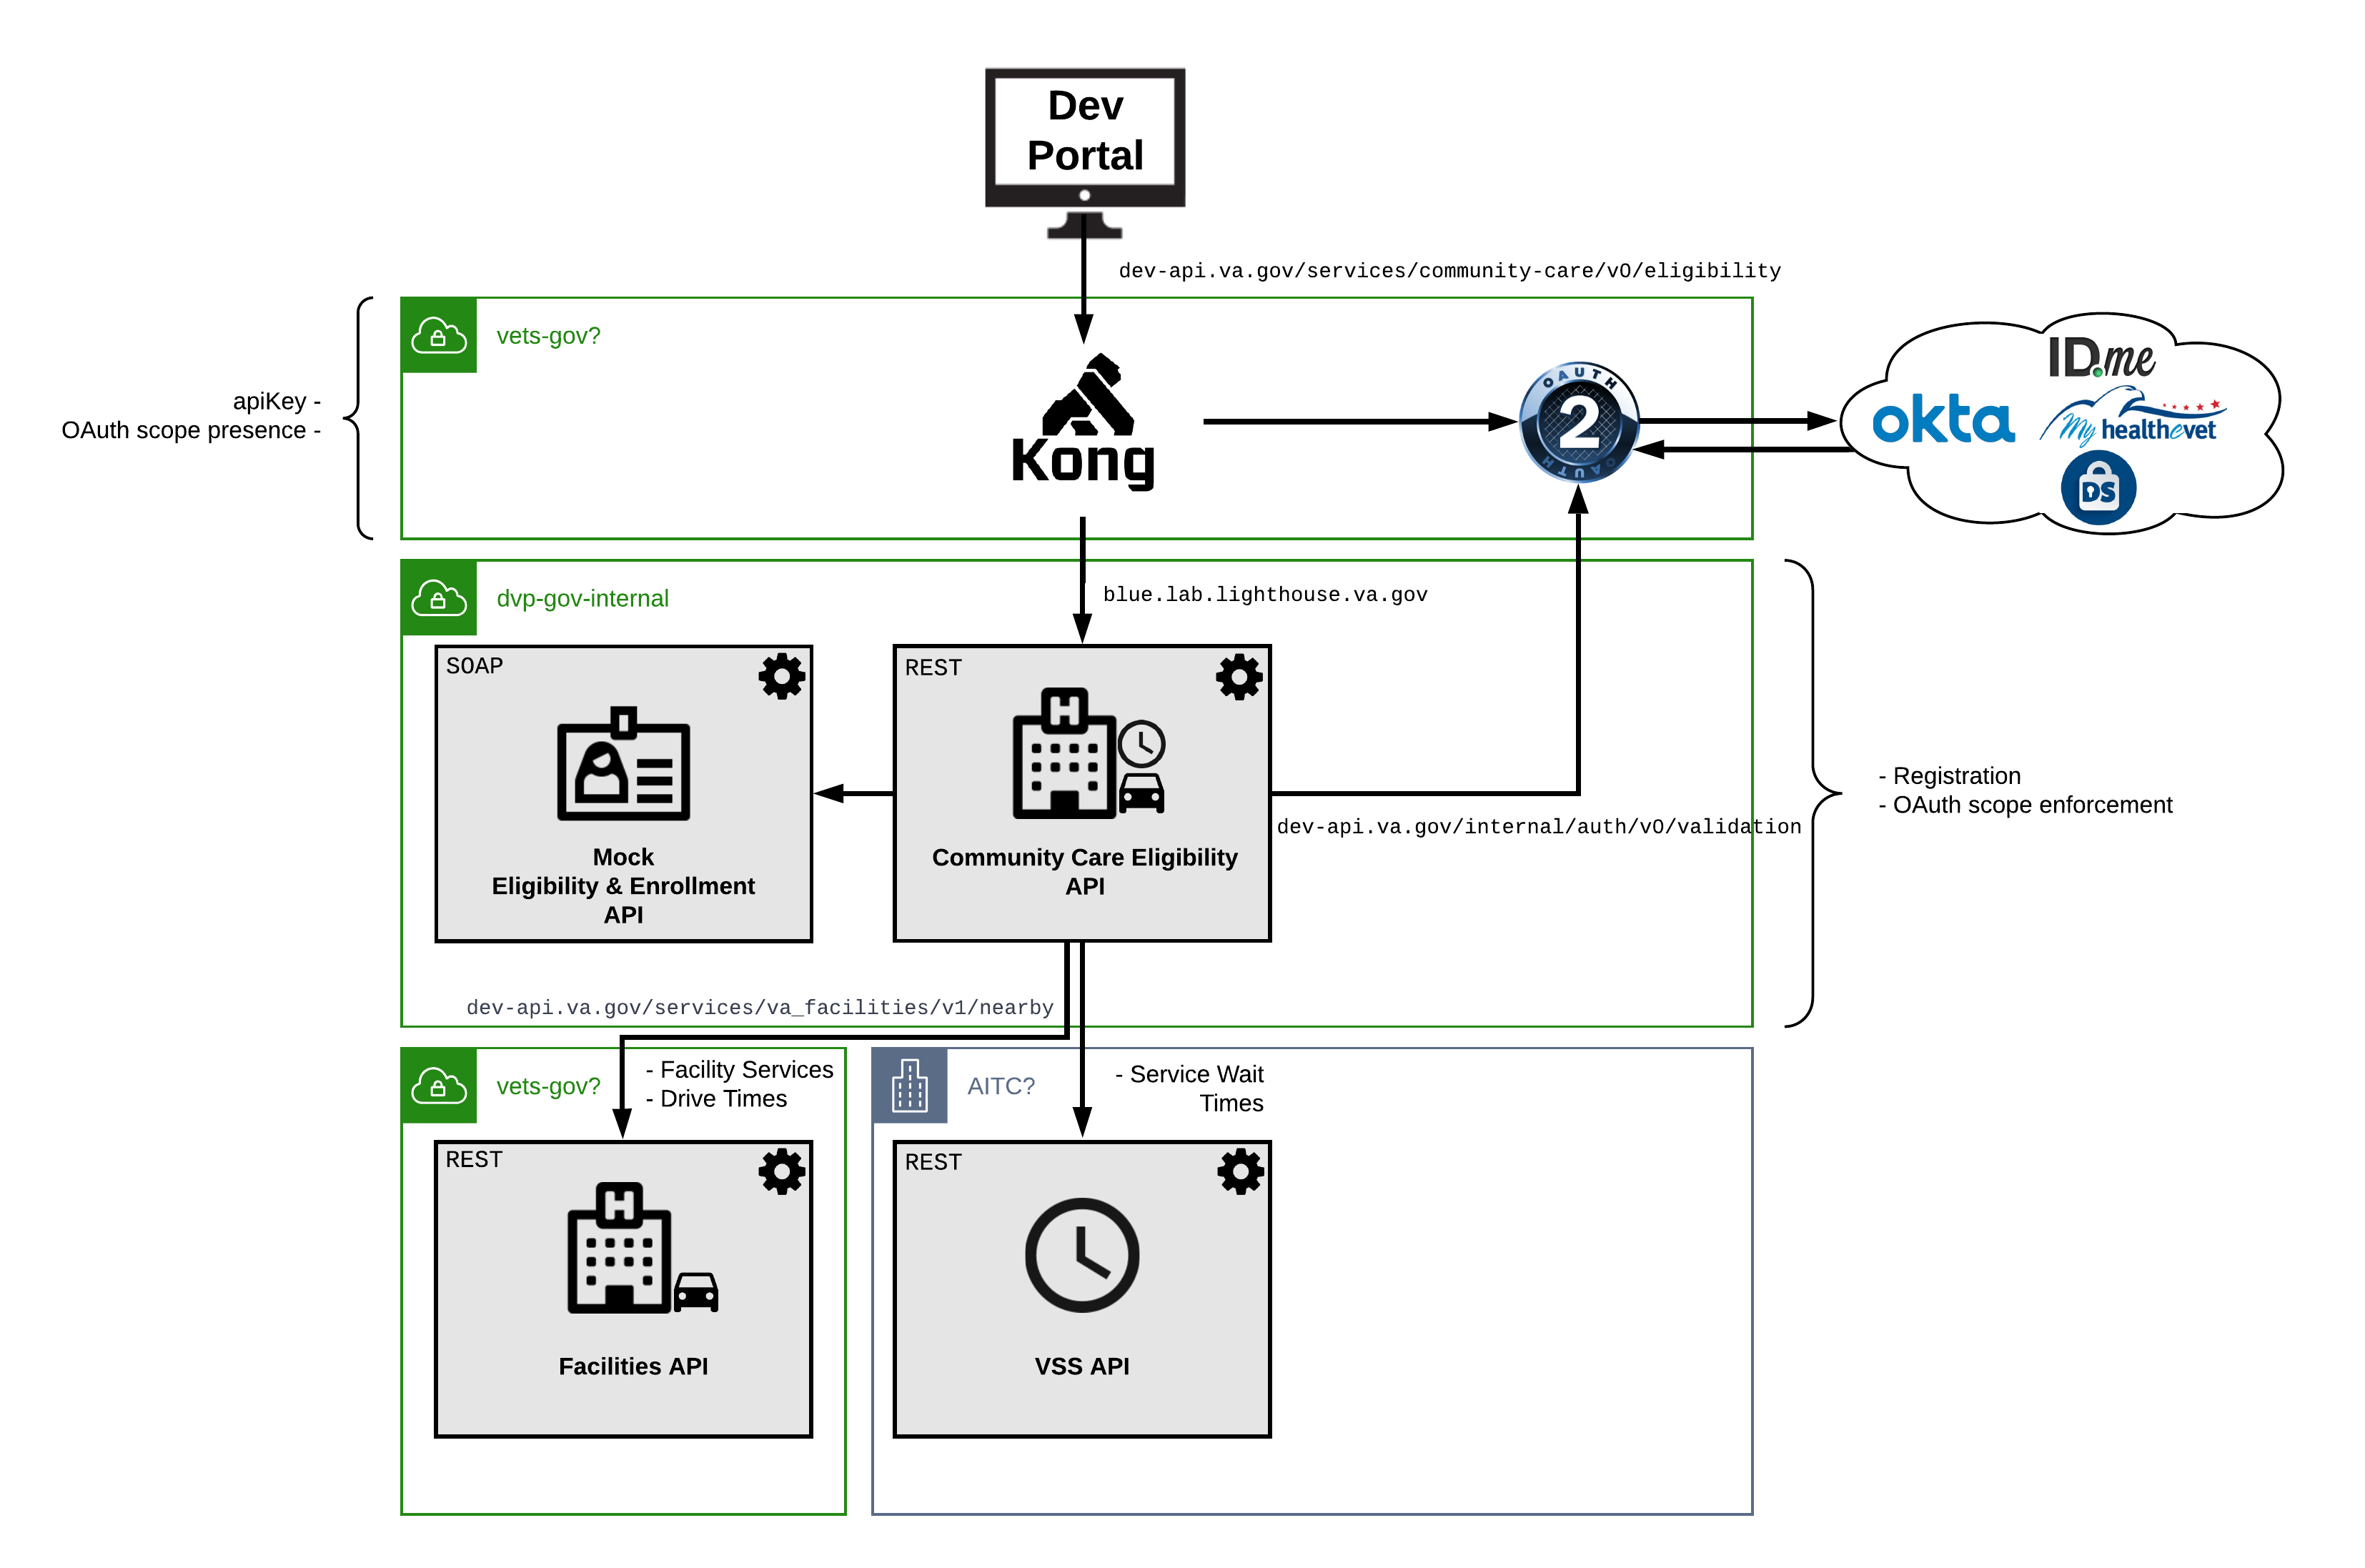 Dev
Portal
dev-api.va.gov/services/community-care/v0/eligibility
vets-gov?
apiKey -
OAuth scope presence -
Kong
OAUTH
2
OAUTH
ID.me
okta
My healthevet
DS
dvp-gov-internal
blue.lab.lighthouse.va.gov
SOAP
Mock
Eligibility & Enrollment
API
REST
H
Community Care Eligibility
API
dev-api.va.gov/internal/auth/v0/validation
- Registration
- OAuth scope enforcement
dev-api.va.gov/services/va_facilities/v1/nearby
vets-gov?
- Facility Services
- Drive Times
REST
H
Facilities API
AITC?
- Service Wait
Times
REST
VSS API